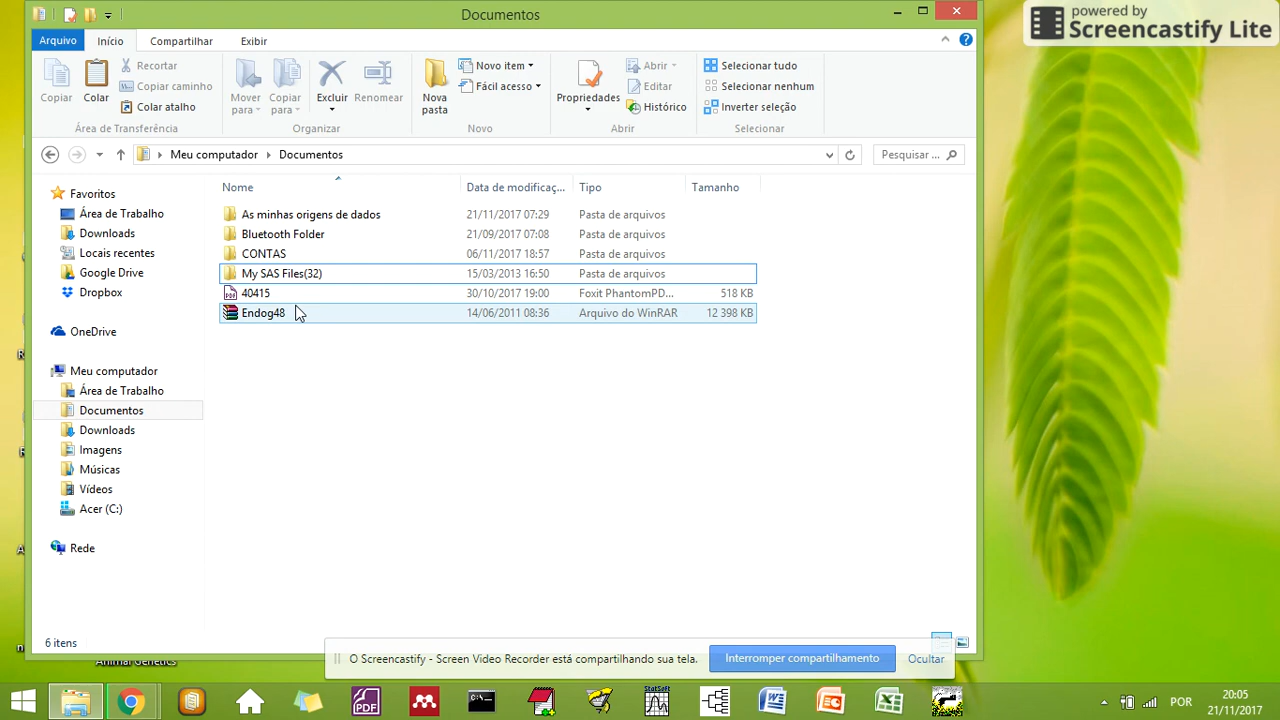 Documentos
powered by
Screencastify Lite
Arquivo
Início
Compartilhar
Exibir
Copiar
Colar
Recortar
Copiar caminho
Colar atalho
Área de Transferência
Mover para
Copiar para
Excluir
Renomear
Organizar
Nova pasta
Novo item
Fácil acesso
Novo
Propriedades
Abrir
Editar
Histórico
Abrir
Selecionar tudo
Selecionar nenhum
Inverter seleção
Selecionar
Meu computador
Documentos
Pesquisar ...
Nome
Data de modificaç...
Tipo
Tamanho
Favoritos
Área de Trabalho
Downloads
Locais recentes
Google Drive
Dropbox
OneDrive
Meu computador
Área de Trabalho
Documentos
Downloads
Imagens
Músicas
Vídeos
Acer (C:)
Rede
As minhas origens de dados 21/11/2017 07:29 Pasta de arquivos
Bluetooth Folder 21/09/2017 07:08 Pasta de arquivos
CONTAS 06/11/2017 18:57 Pasta de arquivos
My SAS Files(32) 15/03/2013 16:50 Pasta de arquivos
40415 30/10/2017 19:00 Foxit PhantomPD... 518 KB
Endog48 14/06/2011 08:36 Arquivo do WinRAR 12 398 KB
6 itens
Animal Genetics
O Screencastify - Screen Video Recorder está compartilhando sua tela.
Interromper compartilhamento
Ocultar
PDF
StatSoft
POR
20:05
21/11/2017